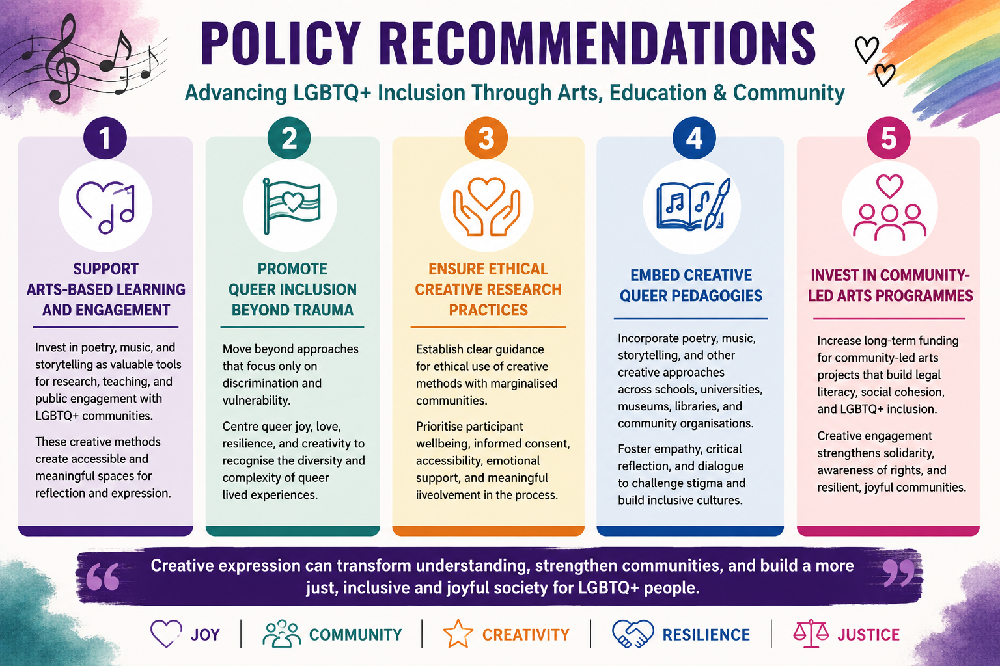 POLICY RECOMMENDATIONS
Advancing LGBTQ+ Inclusion Through Arts, Education & Community
1
SUPPORT
ARTS-BASED LEARNING
AND ENGAGEMENT
Invest in poetry, music, and
storytelling as valuable tools
for research, teaching, and
public engagement with
LGBTQ+ communities.
These creative methods
create accessible and
meaningful spaces for
reflection and expression.
2
PROMOTE
QUEER INCLUSION
BEYOND TRAUMA
Move beyond approaches
that focus only on
discrimination and
vulnerability.
Centre queer joy, love,
resilience, and creativity to
recognise the diversity and
complexity of queer
lived experiences.
3
ENSURE ETHICAL
CREATIVE RESEARCH
PRACTICES
Establish clear guidance
for ethical use of creative
methods with marginalised
communities.
Prioritise participant
wellbeing, informed consent,
accessibility, emotional
support, and meaningful
iiveolvement in the process.
4
EMBED CREATIVE
QUEER PEDAGOGIES
Incorporate poetry, music,
storytelling, and other
creative approaches
across schools, universities,
museums, libraries, and
community organisations.
Foster empathy, critical
reflection, and dialogue
to challenge stigma and
build inclusive cultures.
5
INVEST IN COMMUNITY-
LED ARTS PROGRAMMES
Increase long-term funding
for community-led arts
projects that build legal
literacy, social cohesion,
and LGBTQ+ inclusion.
Creative engagement
strengthens solidarity,
awareness of rights, and
resilient, joyful communities.
“Creative expression can transform understanding, strengthen communities, and build a more
just, inclusive and joyful society for LGBTQ+ people.”
JOY
COMMUNITY
CREATIVITY
RESILIENCE
JUSTICE